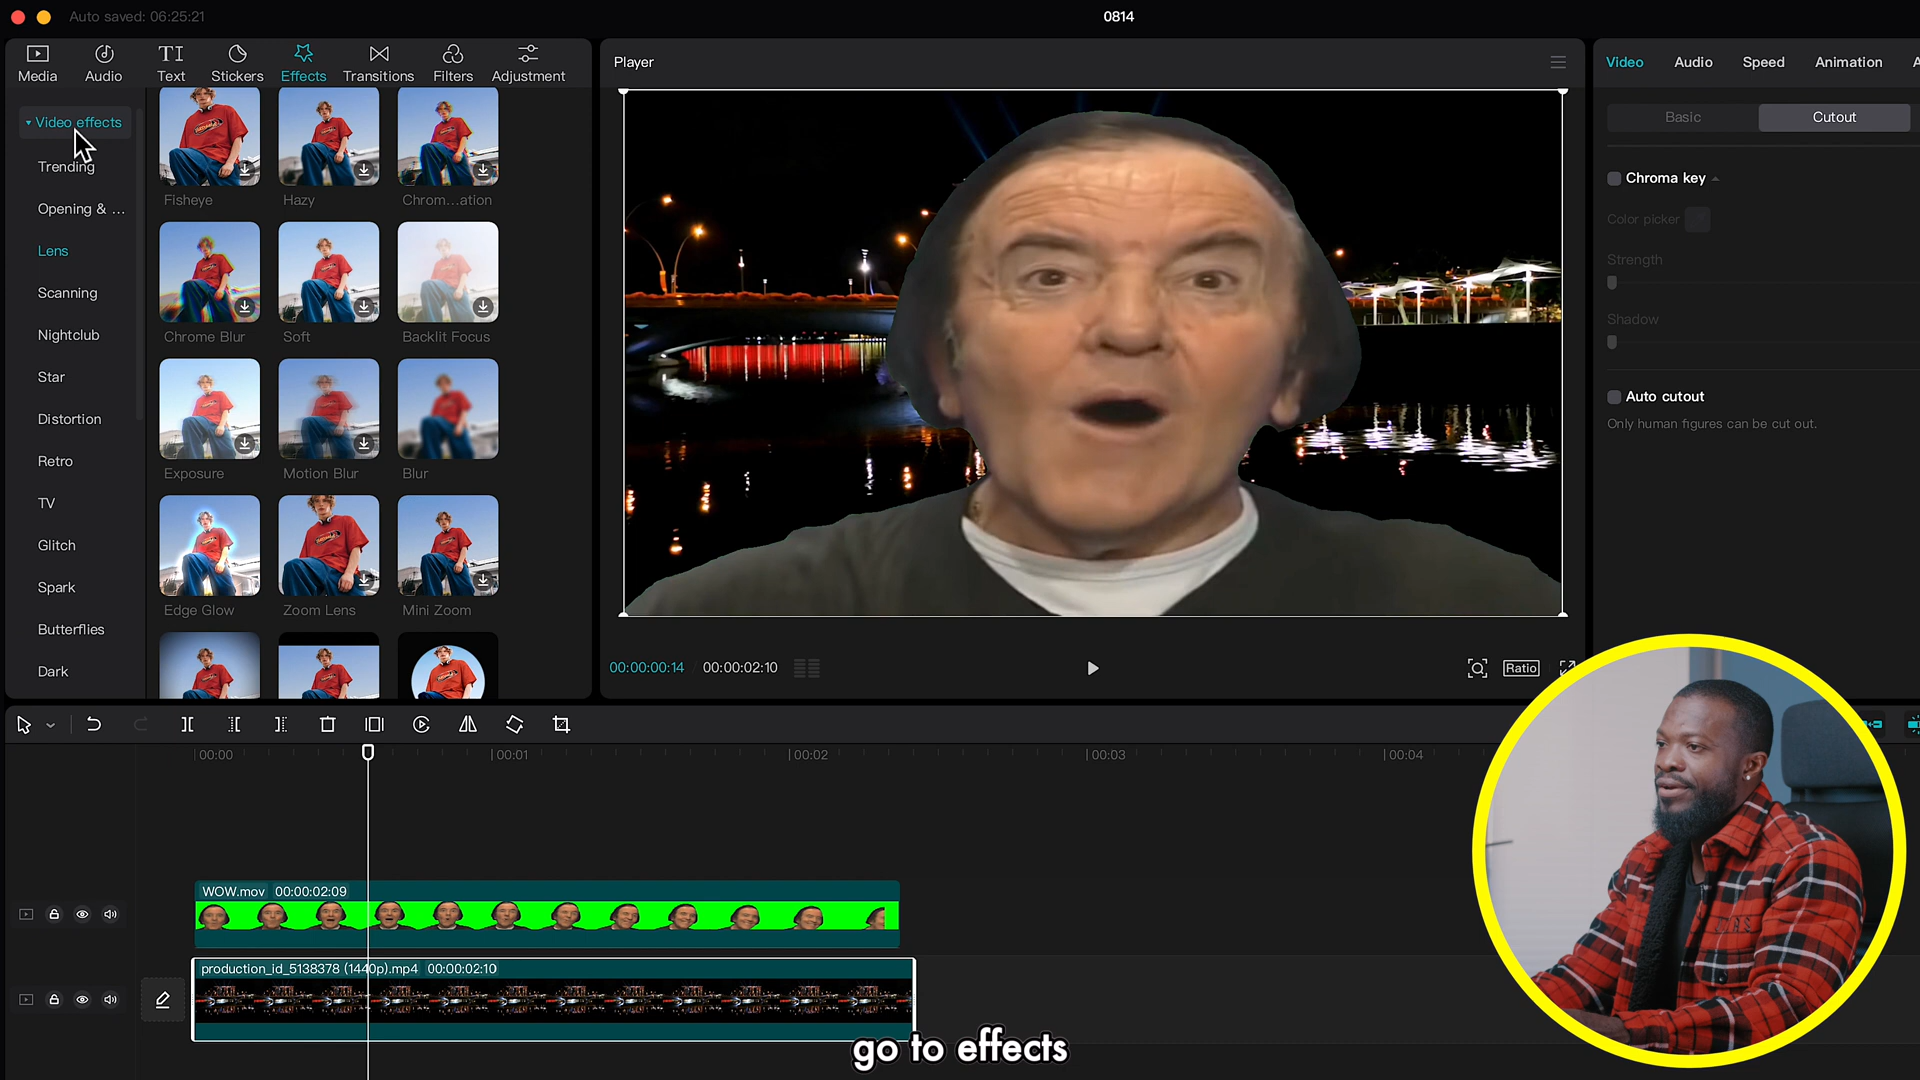 Auto saved: 06:25:21
0814
Media
Audio
Text
Stickers
Effects
Transitions
Filters
Adjustment
Video effects
Trending
Opening & ...
Lens
Scanning
Nightclub
Star
Distortion
Retro
TV
Glitch
Spark
Butterflies
Dark
Fisheye
Hazy
Chrom...ation
Chrome Blur
Soft
Backlit Focus
Exposure
Motion Blur
Blur
Edge Glow
Zoom Lens
Mini Zoom
Player
00:00:00:14
00:00:02:10
Ratio
Video
Audio
Speed
Animation
A
Basic
Cutout
Chroma key
Color picker
Strength
Shadow
Auto cutout
Only human figures can be cut out.
00:00
00:01
00:02
00:03
00:04
WOW.mov 00:00:02:09
production_id_5138378 (1440p).mp4 00:00:02:10
go to effects